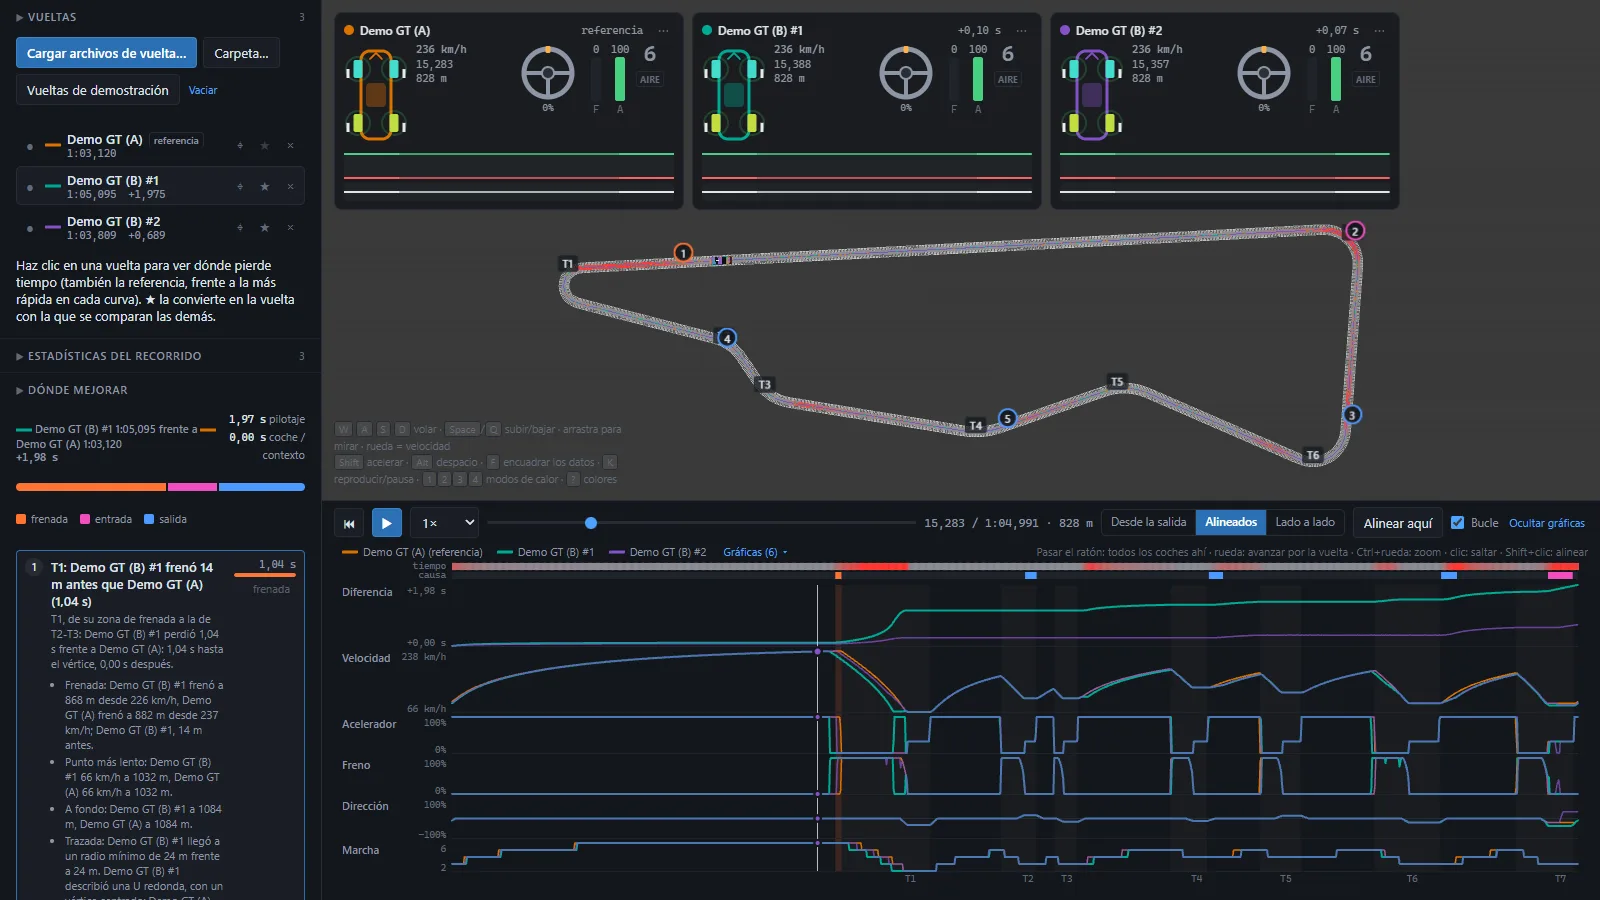 VUELTAS 3
Cargar archivos de vuelta... Carpeta...
Vueltas de demostración Vaciar
Demo GT (A) referencia
1:03,120
Demo GT (B) #1
1:05,095 +1,975
Demo GT (B) #2
1:03,809 +0,689
Haz clic en una vuelta para ver dónde pierde
tiempo (también la referencia, frente a la más
rápida en cada curva). ★ la convierte en la vuelta
con la que se comparan las demás.
ESTADÍSTICAS DEL RECORRIDO 3
DÓNDE MEJORAR
Demo GT (B) #1 1:05,095 frente a
Demo GT (A) 1:03,120
+1,98 s
1,97 s pilotaje
0,00 s coche /
contexto
frenada entrada salida
1 T1: Demo GT (B) #1 frenó 14
m antes que Demo GT (A)
(1,04 s)
1,04 s
frenada
T1, de su zona de frenada a la de
T2-T3: Demo GT (B) #1 perdió 1,04
s frente a Demo GT (A): 1,04 s hasta
el vértice, 0,00 s después.
• Frenada: Demo GT (B) #1 frenó a
868 m desde 226 km/h, Demo
GT (A) frenó a 882 m desde 237
km/h; Demo GT (B) #1, 14 m
antes.
• Punto más lento: Demo GT (B)
#1 66 km/h a 1032 m, Demo GT
(A) 66 km/h a 1032 m.
• A fondo: Demo GT (B) #1 a 1084
m, Demo GT (A) a 1084 m.
• Trazada: Demo GT (B) #1 llegó a
un radio mínimo de 24 m frente
a 24 m. Demo GT (B) #1
describió una U redonda, con un
Demo GT (A) referencia ...
236 km/h
15,283
828 m
0%
0 100
F A
6
AIRE
Demo GT (B) #1 +0,10 s ...
236 km/h
15,388
828 m
0%
0 100
F A
6
AIRE
Demo GT (B) #2 +0,07 s ...
236 km/h
15,357
828 m
0%
0 100
F A
6
AIRE
1
2
T1
4
T3
T5
5
T4
3
T6
W A S D volar · Space / Q subir/bajar · arrastra para
mirar · rueda = velocidad
Shift acelerar · Alt despacio · F encuadrar los datos · K
reproducir/pausa · 1 2 3 4 modos de calor · ? colores
1× 15,283 / 1:04,991 · 828 m Desde la salida Alineados Lado a lado Alinear aquí Bucle Ocultar gráficas
Demo GT (A) (referencia) Demo GT (B) #1 Demo GT (B) #2 Gráficas (6)
Pasar el ratón: todos los coches ahí · rueda: avanzar por la vuelta · Ctrl+rueda: zoom · clic: saltar · Shift+clic: alinear
tiempo
causa
Diferencia +1,98 s
+0,00 s
Velocidad 238 km/h
66 km/h
Acelerador 100%
0%
Freno 100%
0%
Dirección 100%
−100%
Marcha 6
2
T1 T2 T3 T4 T5 T6 T7